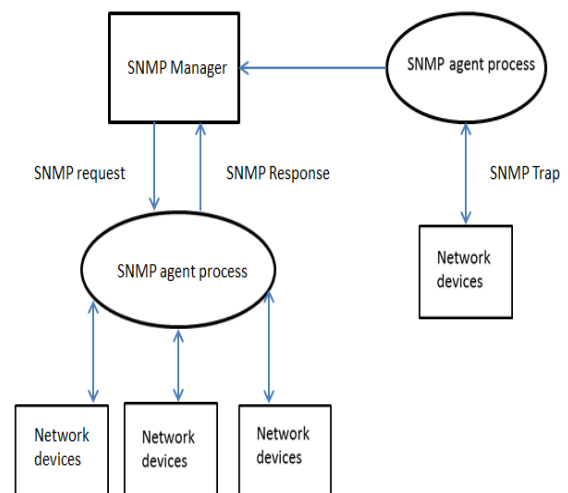 SNMP Manager
SNMP agent process
SNMP request
SNMP Response
SNMP Trap
SNMP agent process
Network
devices
Network
devices
Network
devices
Network
devices